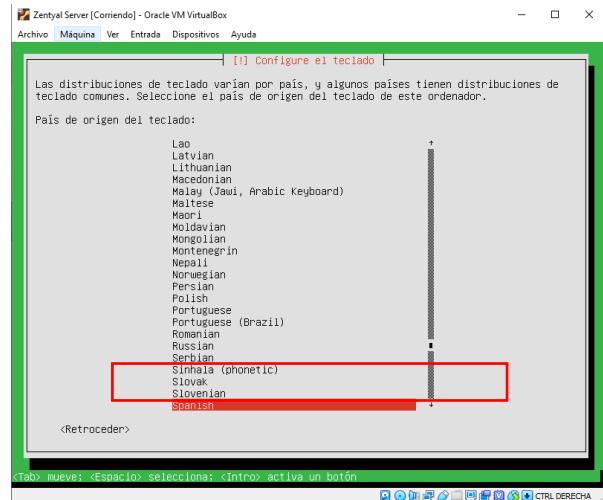 Zentyal Server [Corriendo] - Oracle VM VirtualBox
Archivo Máquina Ver Entrada Dispositivos Ayuda
[!] Configure el teclado
Las distribuciones de teclado varían por país, y algunos países tienen distribuciones de
teclado comunes. Seleccione el país de origen del teclado de este ordenador.
País de origen del teclado:
Lao
Latvian
Lithuanian
Macedonian
Malay (Jawi, Arabic Keyboard)
Maltese
Maori
Moldavian
Mongolian
Montenegrin
Nepali
Norwegian
Persian
Polish
Portuguese
Portuguese (Brazil)
Romanian
Russian
Serbian
Sinhala (phonetic)
Slovak
Slovenian
Spanish
<Retroceder>
<Tab> mueve; <Espacio> selecciona; <Intro> activa un botón
CTRL DERECHA